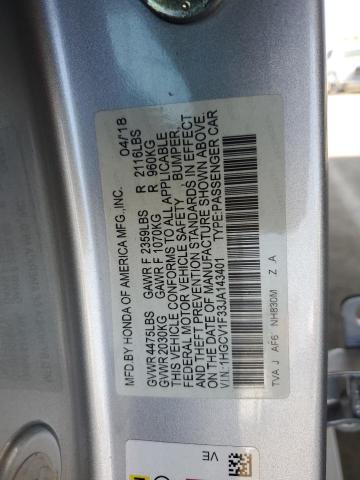 MFD.BY HONDA OF AMERICA MFG.,INC. 04/18
GVWR 4475LBS GAWR F 2359LBS R 2116LBS
GVWR 2030KG GAWR F 1070KG R 960KG
THIS VEHICLE CONFORMS TO ALL APPLICABLE
FEDERAL MOTOR VEHICLE SAFETY BUMPER,
AND THEFT PREVENTION STANDARDS IN EFFECT
ON THE DATE OF MANUFACTURE SHOWN ABOVE.
V.I.N.:1HGCV1F33JA143401 TYPE:PASSENGER CAR
TVA J AF6 NH830M Z A
VE